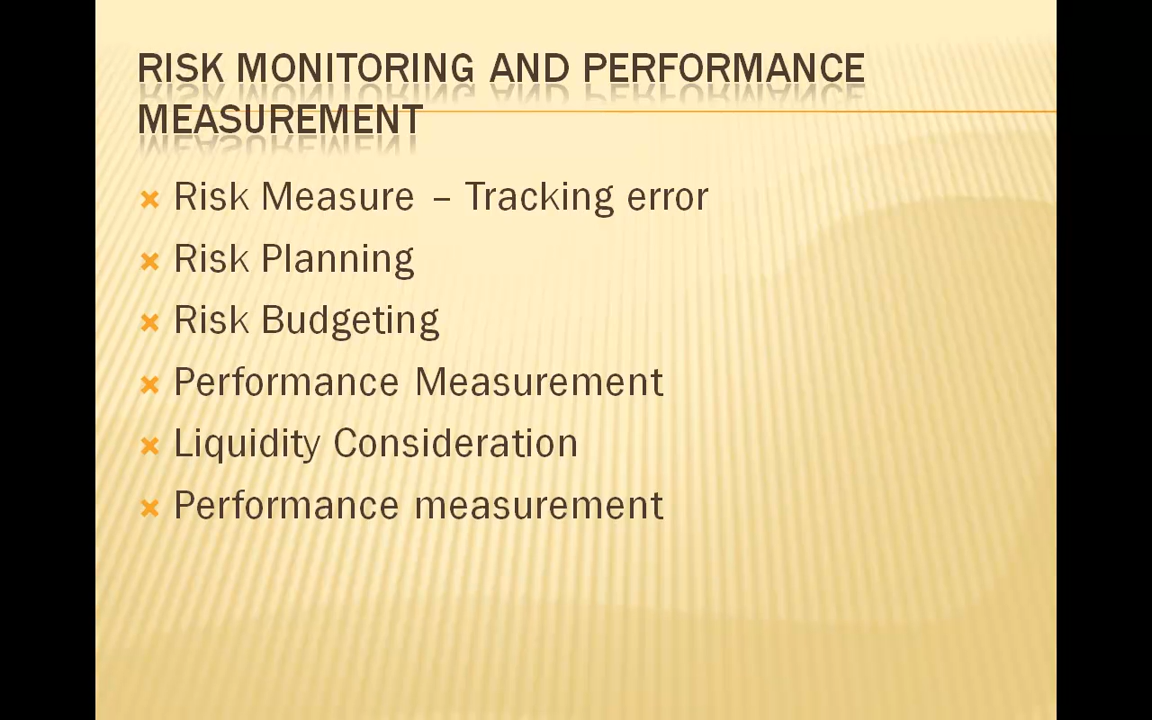 RISK MONITORING AND PERFORMANCE
MEASUREMENT
Risk Measure – Tracking error
Risk Planning
Risk Budgeting
Performance Measurement
Liquidity Consideration
Performance measurement